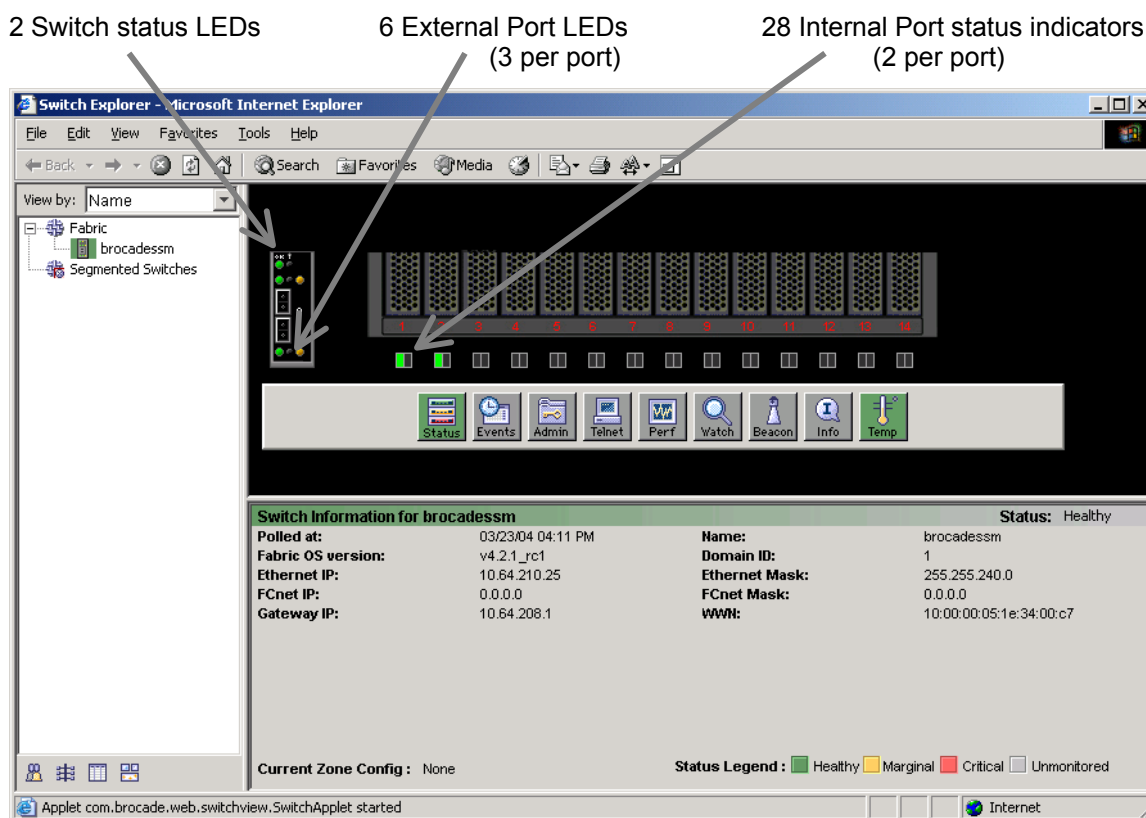 2 Switch status LEDs 6 External Port LEDs 28 Internal Port status indicators
(3 per port) (2 per port)
Switch Explorer - Microsoft Internet Explorer
File Edit View Favorites Tools Help
Back Search Favorites Media
View by: Name
Fabric
brocadessm
Segmented Switches
1 2 3 4 5 6 7 8 9 10 11 12 13 14
Status Events Admin Telnet Perf Watch Beacon Info Temp
Switch Information for brocadessm Status: Healthy
Polled at: 03/23/04 04:11 PM Name: brocadessm
Fabric OS version: v4.2.1_rc1 Domain ID: 1
Ethernet IP: 10.64.210.25 Ethernet Mask: 255.255.240.0
FCnet IP: 0.0.0.0 FCnet Mask: 0.0.0.0
Gateway IP: 10.64.208.1 WWN: 10:00:00:05:1e:34:00:c7
Current Zone Config : None Status Legend : Healthy Marginal Critical Unmonitored
Applet com.brocade.web.switchview.SwitchApplet started Internet